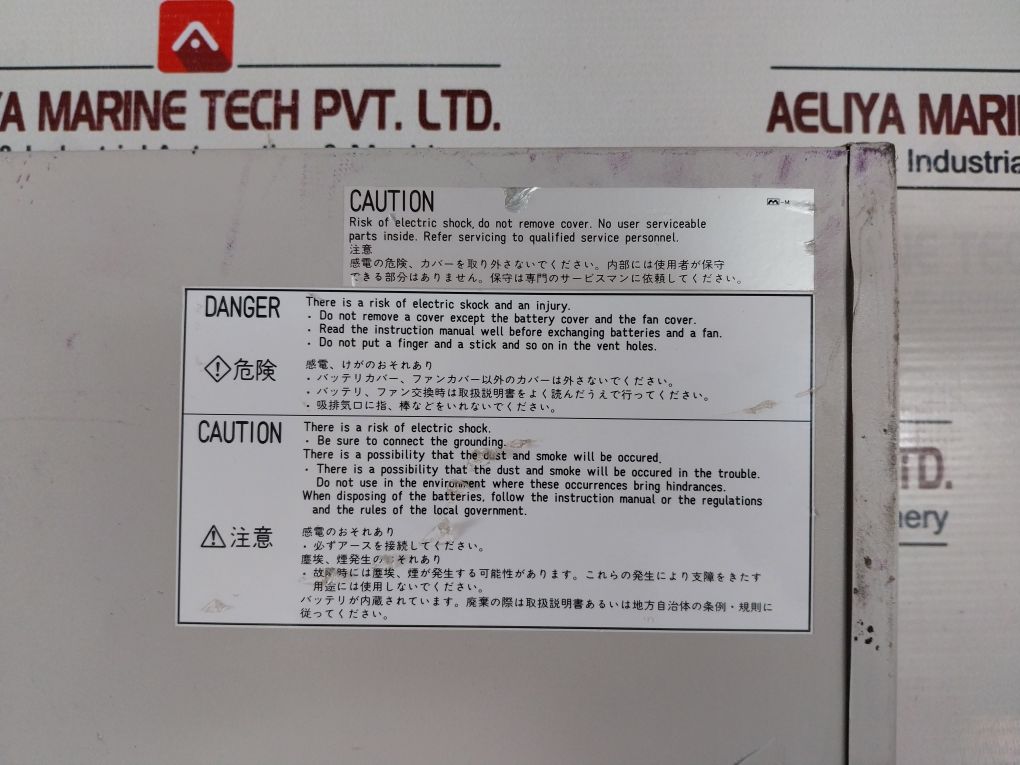 YA MARINE TECH PVT. LTD.
AELIYA MARI
Industria
CAUTION
-M
Risk of electric shock, do not remove cover. No user serviceable
parts inside. Refer servicing to qualified service personnel.
注意
感電の危険、カバーを取り外さないでください。内部には使用者が保守
できる部分はありません。保守は専門のサービスマンに依頼してください。
DANGER
There is a risk of electric skock and an injury.
・ Do not remove a cover except the battery cover and the fan cover.
・ Read the instruction manual well before exchanging batteries and a fan.
・ Do not put a finger and a stick and so on in the vent holes.
危険
感電、けがのおそれあり
・バッテリカバー、ファンカバー以外のカバーは外さないでください。
・バッテリ、ファン交換時は取扱説明書をよく読んだうえで行ってください。
・吸排気口に指、棒などをいれないでください。
CAUTION
There is a risk of electric shock.
・ Be sure to connect the grounding.
There is a possibility that the dust and smoke will be occured.
・ There is a possibility that the dust and smoke will be occured in the trouble.
Do not use in the environment where these occurrences bring hindrances.
When disposing of the batteries, follow the instruction manual or the regulations
and the rules of the local government.
注意
感電のおそれあり
・必ずアースを接続してください。
塵埃、煙発生のおそれあり
・故障時には塵埃、煙が発生する可能性があります。これらの発生により支障をきたす
用途には使用しないでください。
バッテリが内蔵されています。廃棄の際は取扱説明書あるいは地方自治体の条例・規則に
従ってください。
TD.
nery